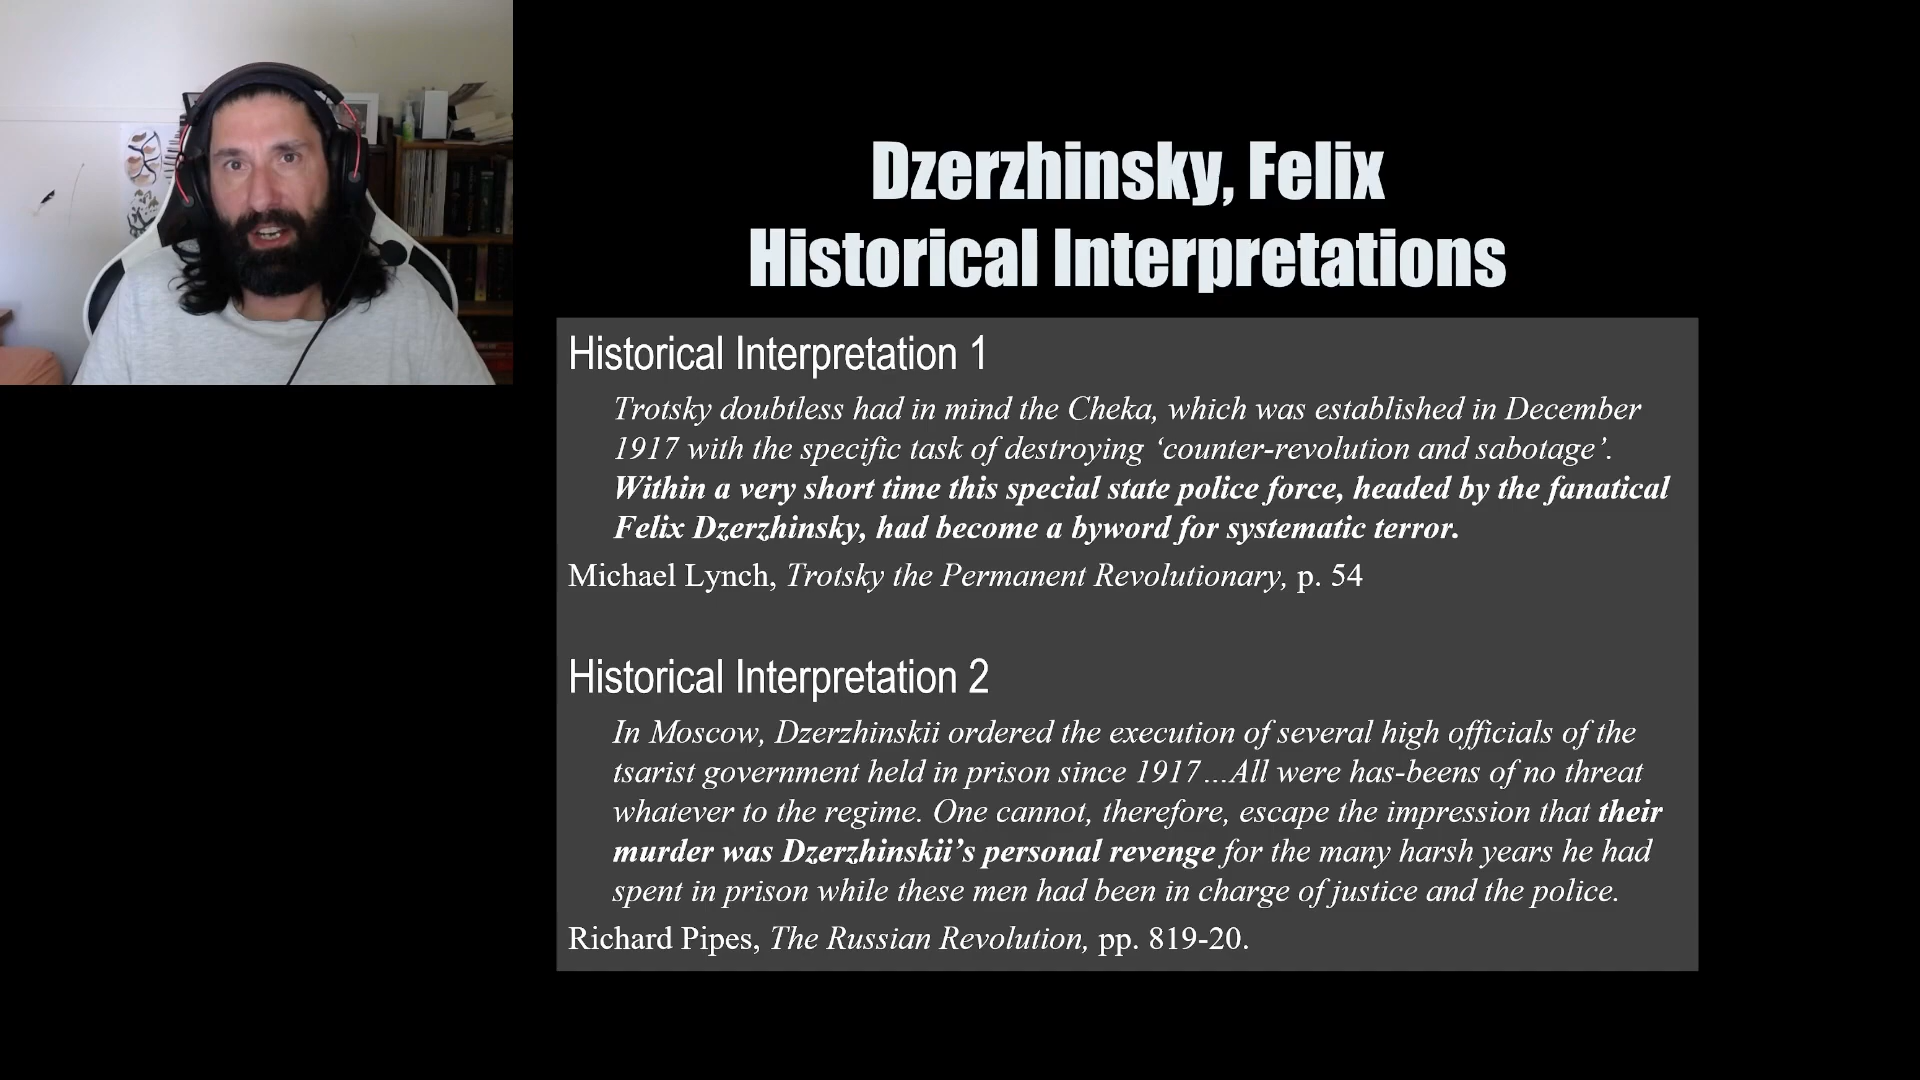 Dzerzhinsky, Felix
Historical Interpretations
Historical Interpretation 1
Trotsky doubtless had in mind the Cheka, which was established in December
1917 with the specific task of destroying ‘counter-revolution and sabotage’.
Within a very short time this special state police force, headed by the fanatical
Felix Dzerzhinsky, had become a byword for systematic terror.
Michael Lynch, Trotsky the Permanent Revolutionary, p. 54
Historical Interpretation 2
In Moscow, Dzerzhinskii ordered the execution of several high officials of the
tsarist government held in prison since 1917…All were has-beens of no threat
whatever to the regime. One cannot, therefore, escape the impression that their
murder was Dzerzhinskii’s personal revenge for the many harsh years he had
spent in prison while these men had been in charge of justice and the police.
Richard Pipes, The Russian Revolution, pp. 819-20.